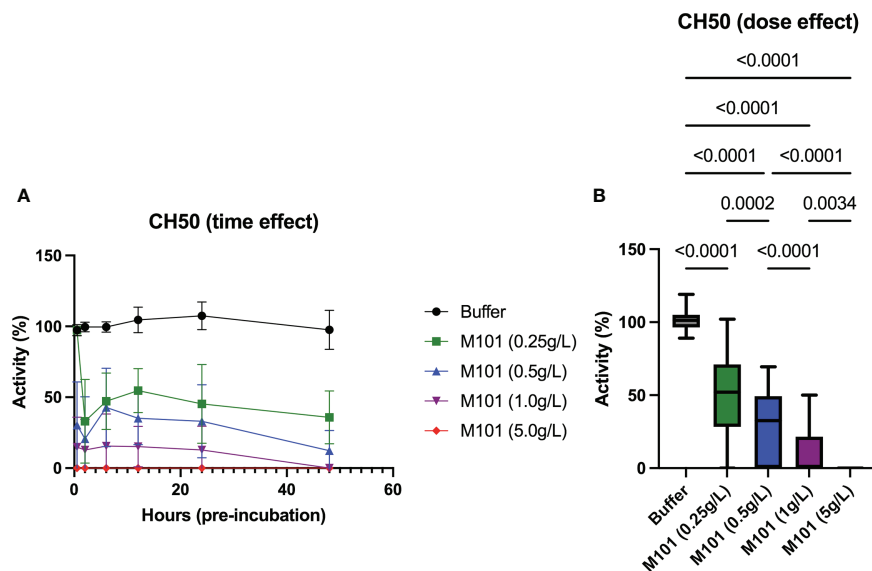 A
CH50 (time effect)
Activity (%)
150
100
50
0
0
20
40
60
Hours (pre-incubation)
Buffer
M101 (0.25g/L)
M101 (0.5g/L)
M101 (1.0g/L)
M101 (5.0g/L)
B
CH50 (dose effect)
<0.0001
<0.0001
<0.0001 <0.0001
0.0002 0.0034
<0.0001 <0.0001
Activity (%)
150
100
50
0
Buffer
M101 (0.25g/L)
M101 (0.5g/L)
M101 (1g/L)
M101 (5g/L)